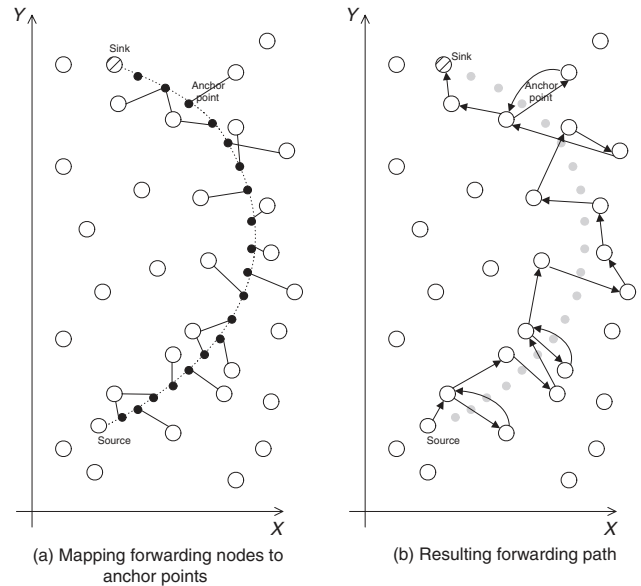 Y
Sink
Anchor
point
Source
X
(a) Mapping forwarding nodes to
anchor points
Y
Sink
Anchor
point
Source
X
(b) Resulting forwarding path